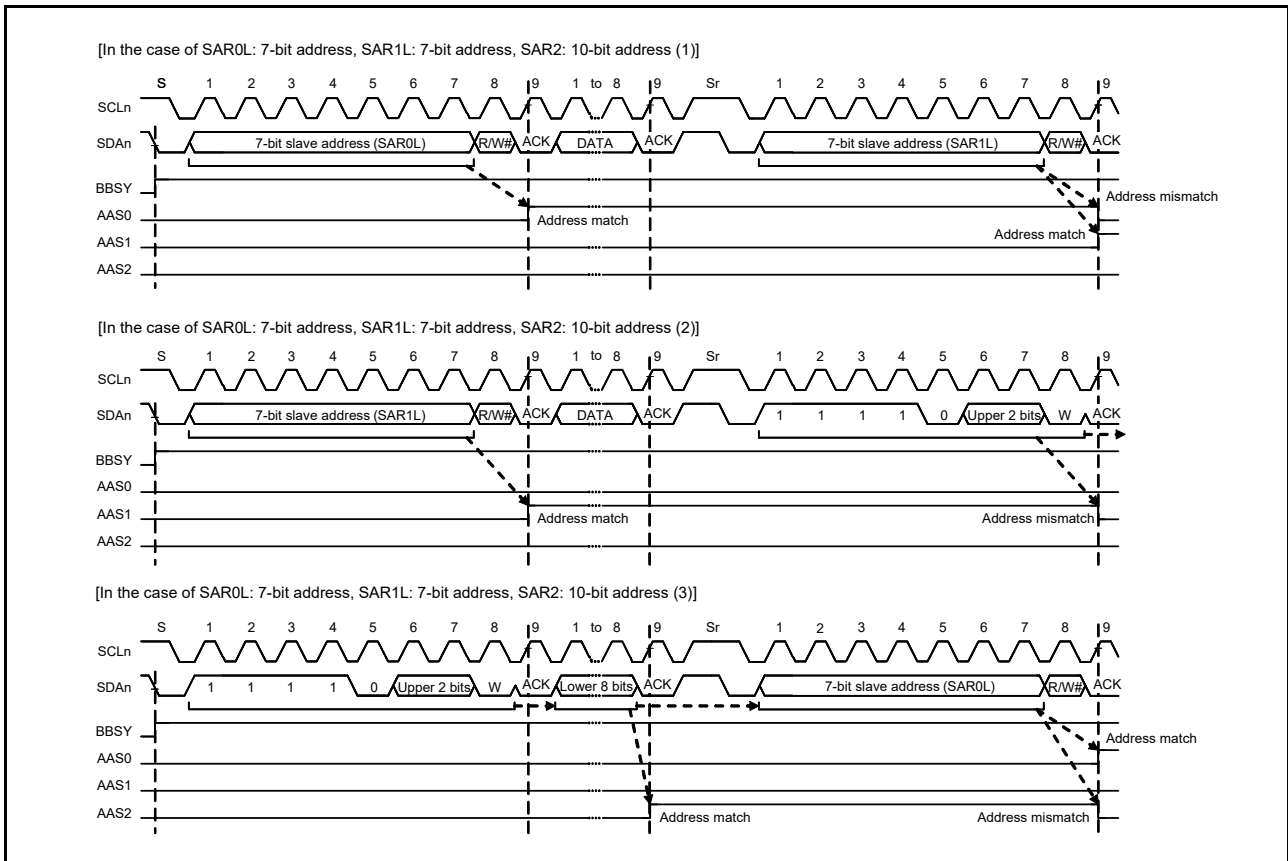 [In the case of SAR0L: 7-bit address, SAR1L: 7-bit address, SAR2: 10-bit address (1)]
S 1 2 3 4 5 6 7 8 9 1 to 8 9 Sr 1 2 3 4 5 6 7 8 9
SCLn
SDAn 7-bit slave address (SAR0L) R/W# ACK DATA ACK 7-bit slave address (SAR1L) R/W# ACK
BBSY
Address mismatch
AAS0
Address match
AAS1
Address match
AAS2
[In the case of SAR0L: 7-bit address, SAR1L: 7-bit address, SAR2: 10-bit address (2)]
S 1 2 3 4 5 6 7 8 9 1 to 8 9 Sr 1 2 3 4 5 6 7 8 9
SCLn
SDAn 7-bit slave address (SAR1L) R/W# ACK DATA ACK 1 1 1 1 0 Upper 2 bits W ACK
BBSY
AAS0
AAS1 Address match Address mismatch
AAS2
[In the case of SAR0L: 7-bit address, SAR1L: 7-bit address, SAR2: 10-bit address (3)]
S 1 2 3 4 5 6 7 8 9 1 to 8 9 Sr 1 2 3 4 5 6 7 8 9
SCLn
SDAn 1 1 1 1 0 Upper 2 bits W ACK Lower 8 bits ACK 7-bit slave address (SAR0L) R/W# ACK
BBSY
Address match
AAS0
AAS1
AAS2 Address match Address mismatch